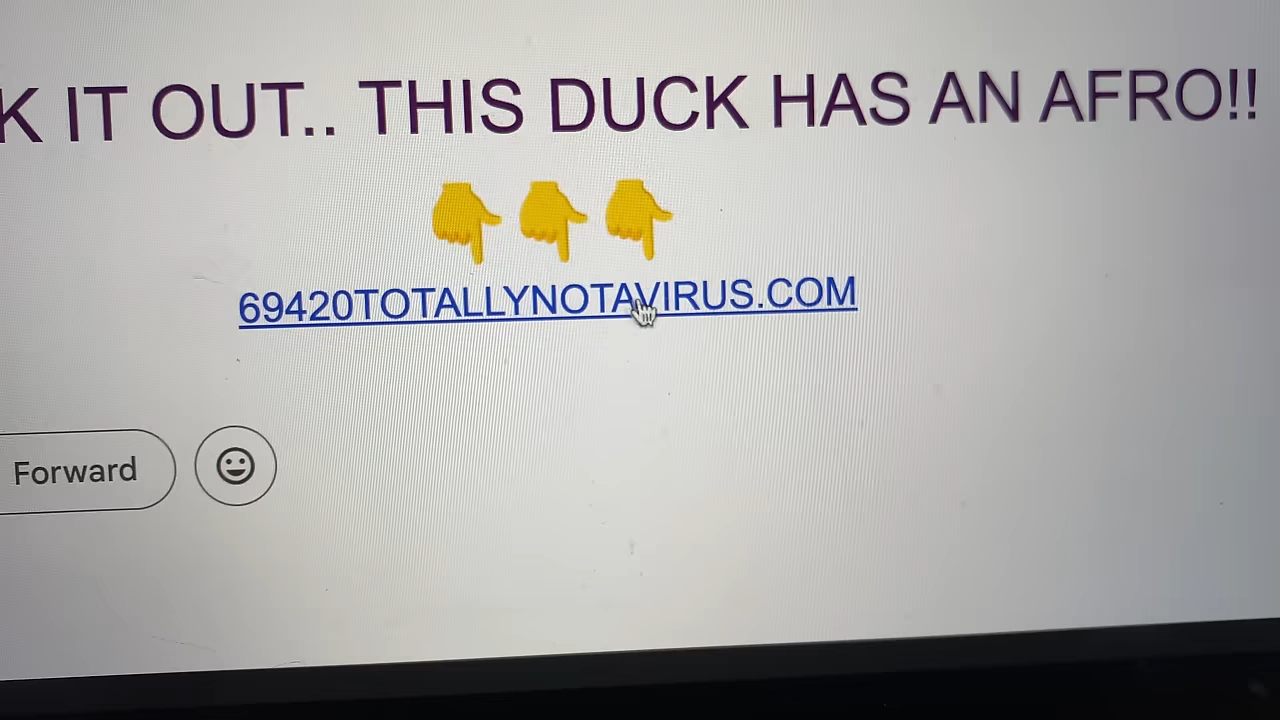 K IT OUT.. THIS DUCK HAS AN AFRO!!
👇👇👇
69420TOTALLYNOTAVIRUS.COM
Forward